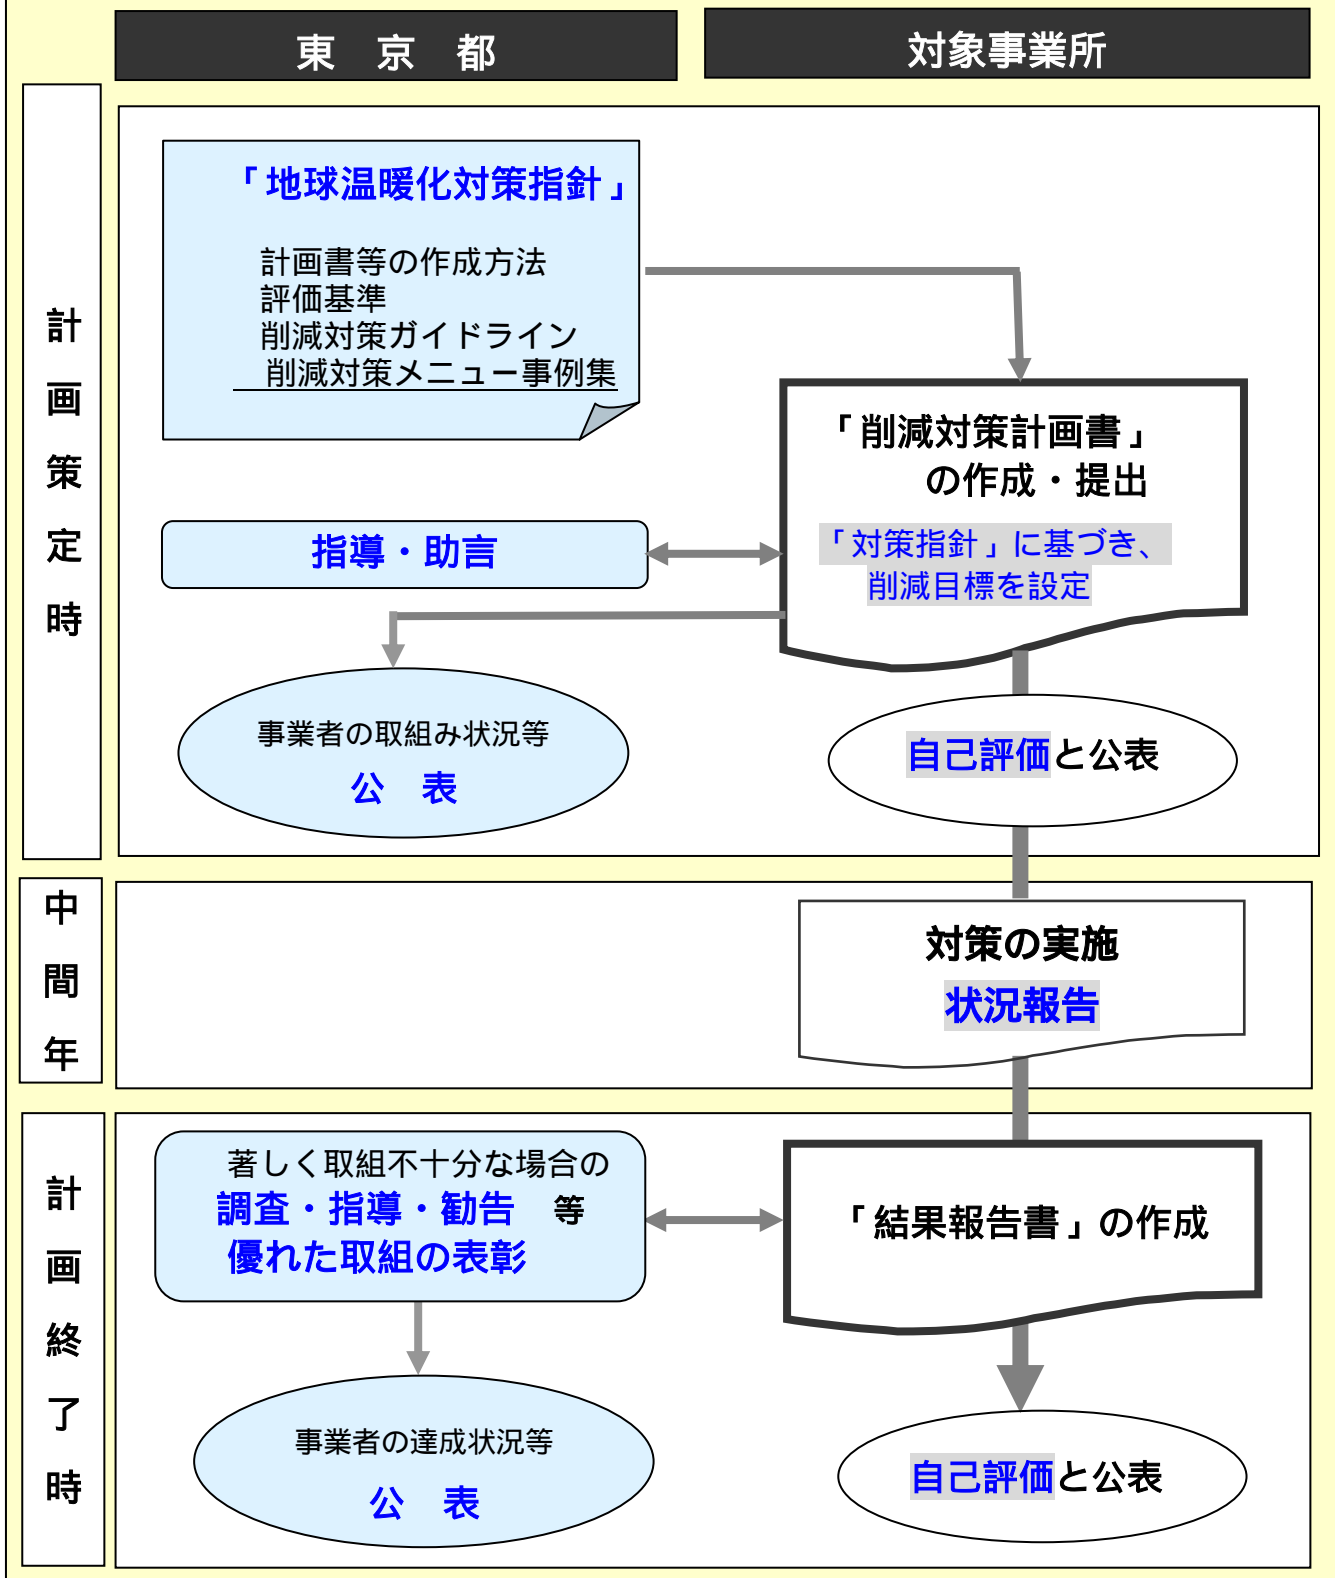 東　京　都
対象事業所
計画策定時
「地球温暖化対策指針」
計画書等の作成方法
評価基準
削減対策ガイドライン
削減対策メニュー事例集
「削減対策計画書」
の作成・提出
「対策指針」に基づき、
削減目標を設定
指導・助言
事業者の取組み状況等
公　表
自己評価と公表
中間年
対策の実施
状況報告
計画終了時
著しく取組不十分な場合の
調査・指導・勧告　等
優れた取組の表彰
「結果報告書」の作成
事業者の達成状況等
公　表
自己評価と公表